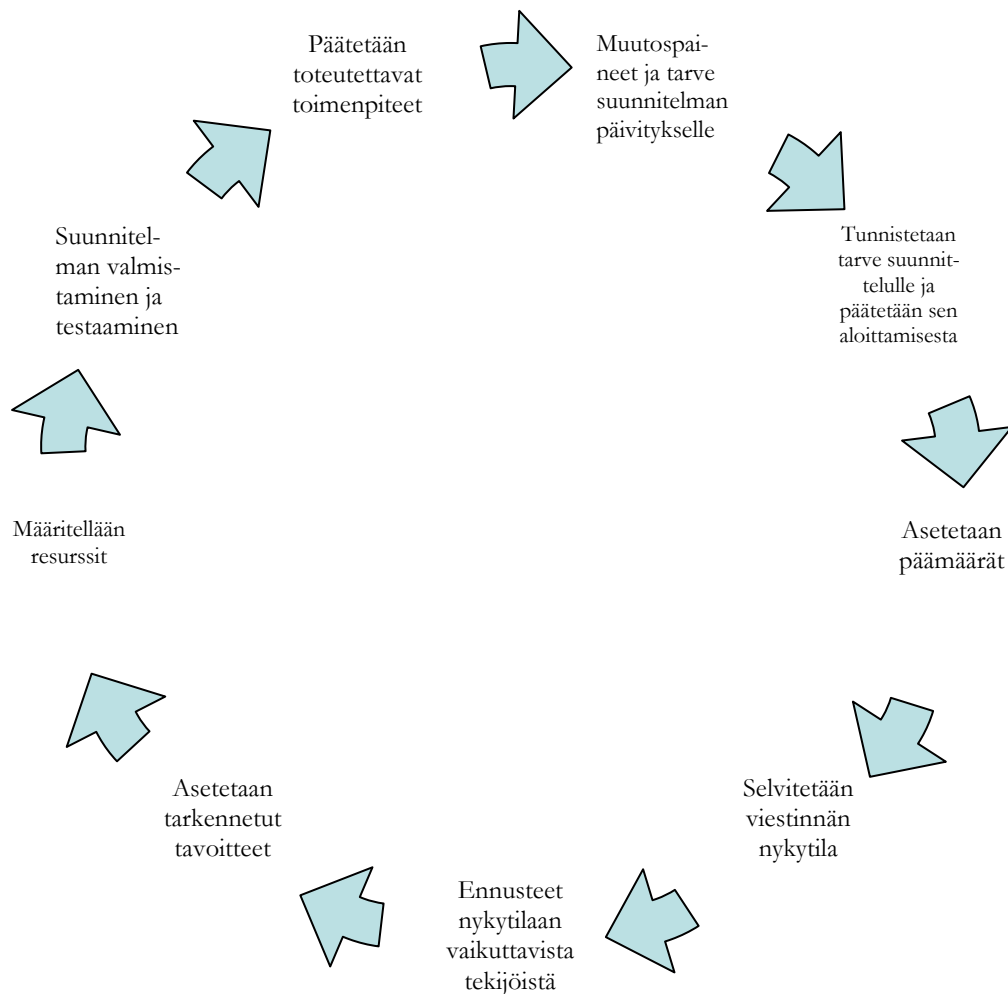 Päätetään
toteutettavat
toimenpiteet
Muutospai-
neet ja tarve
suunnitelman
päivitykselle
Tunnistetaan
tarve suunnit-
telulle ja
päätetään sen
aloittamisesta
Asetetaan
päämäärät
Selvitetään
viestinnän
nykytila
Ennusteet
nykytilaan
vaikuttavista
tekijöistä
Asetetaan
tarkennetut
tavoitteet
Määritellään
resurssit
Suunnitel-
man valmis-
taminen ja
testaaminen